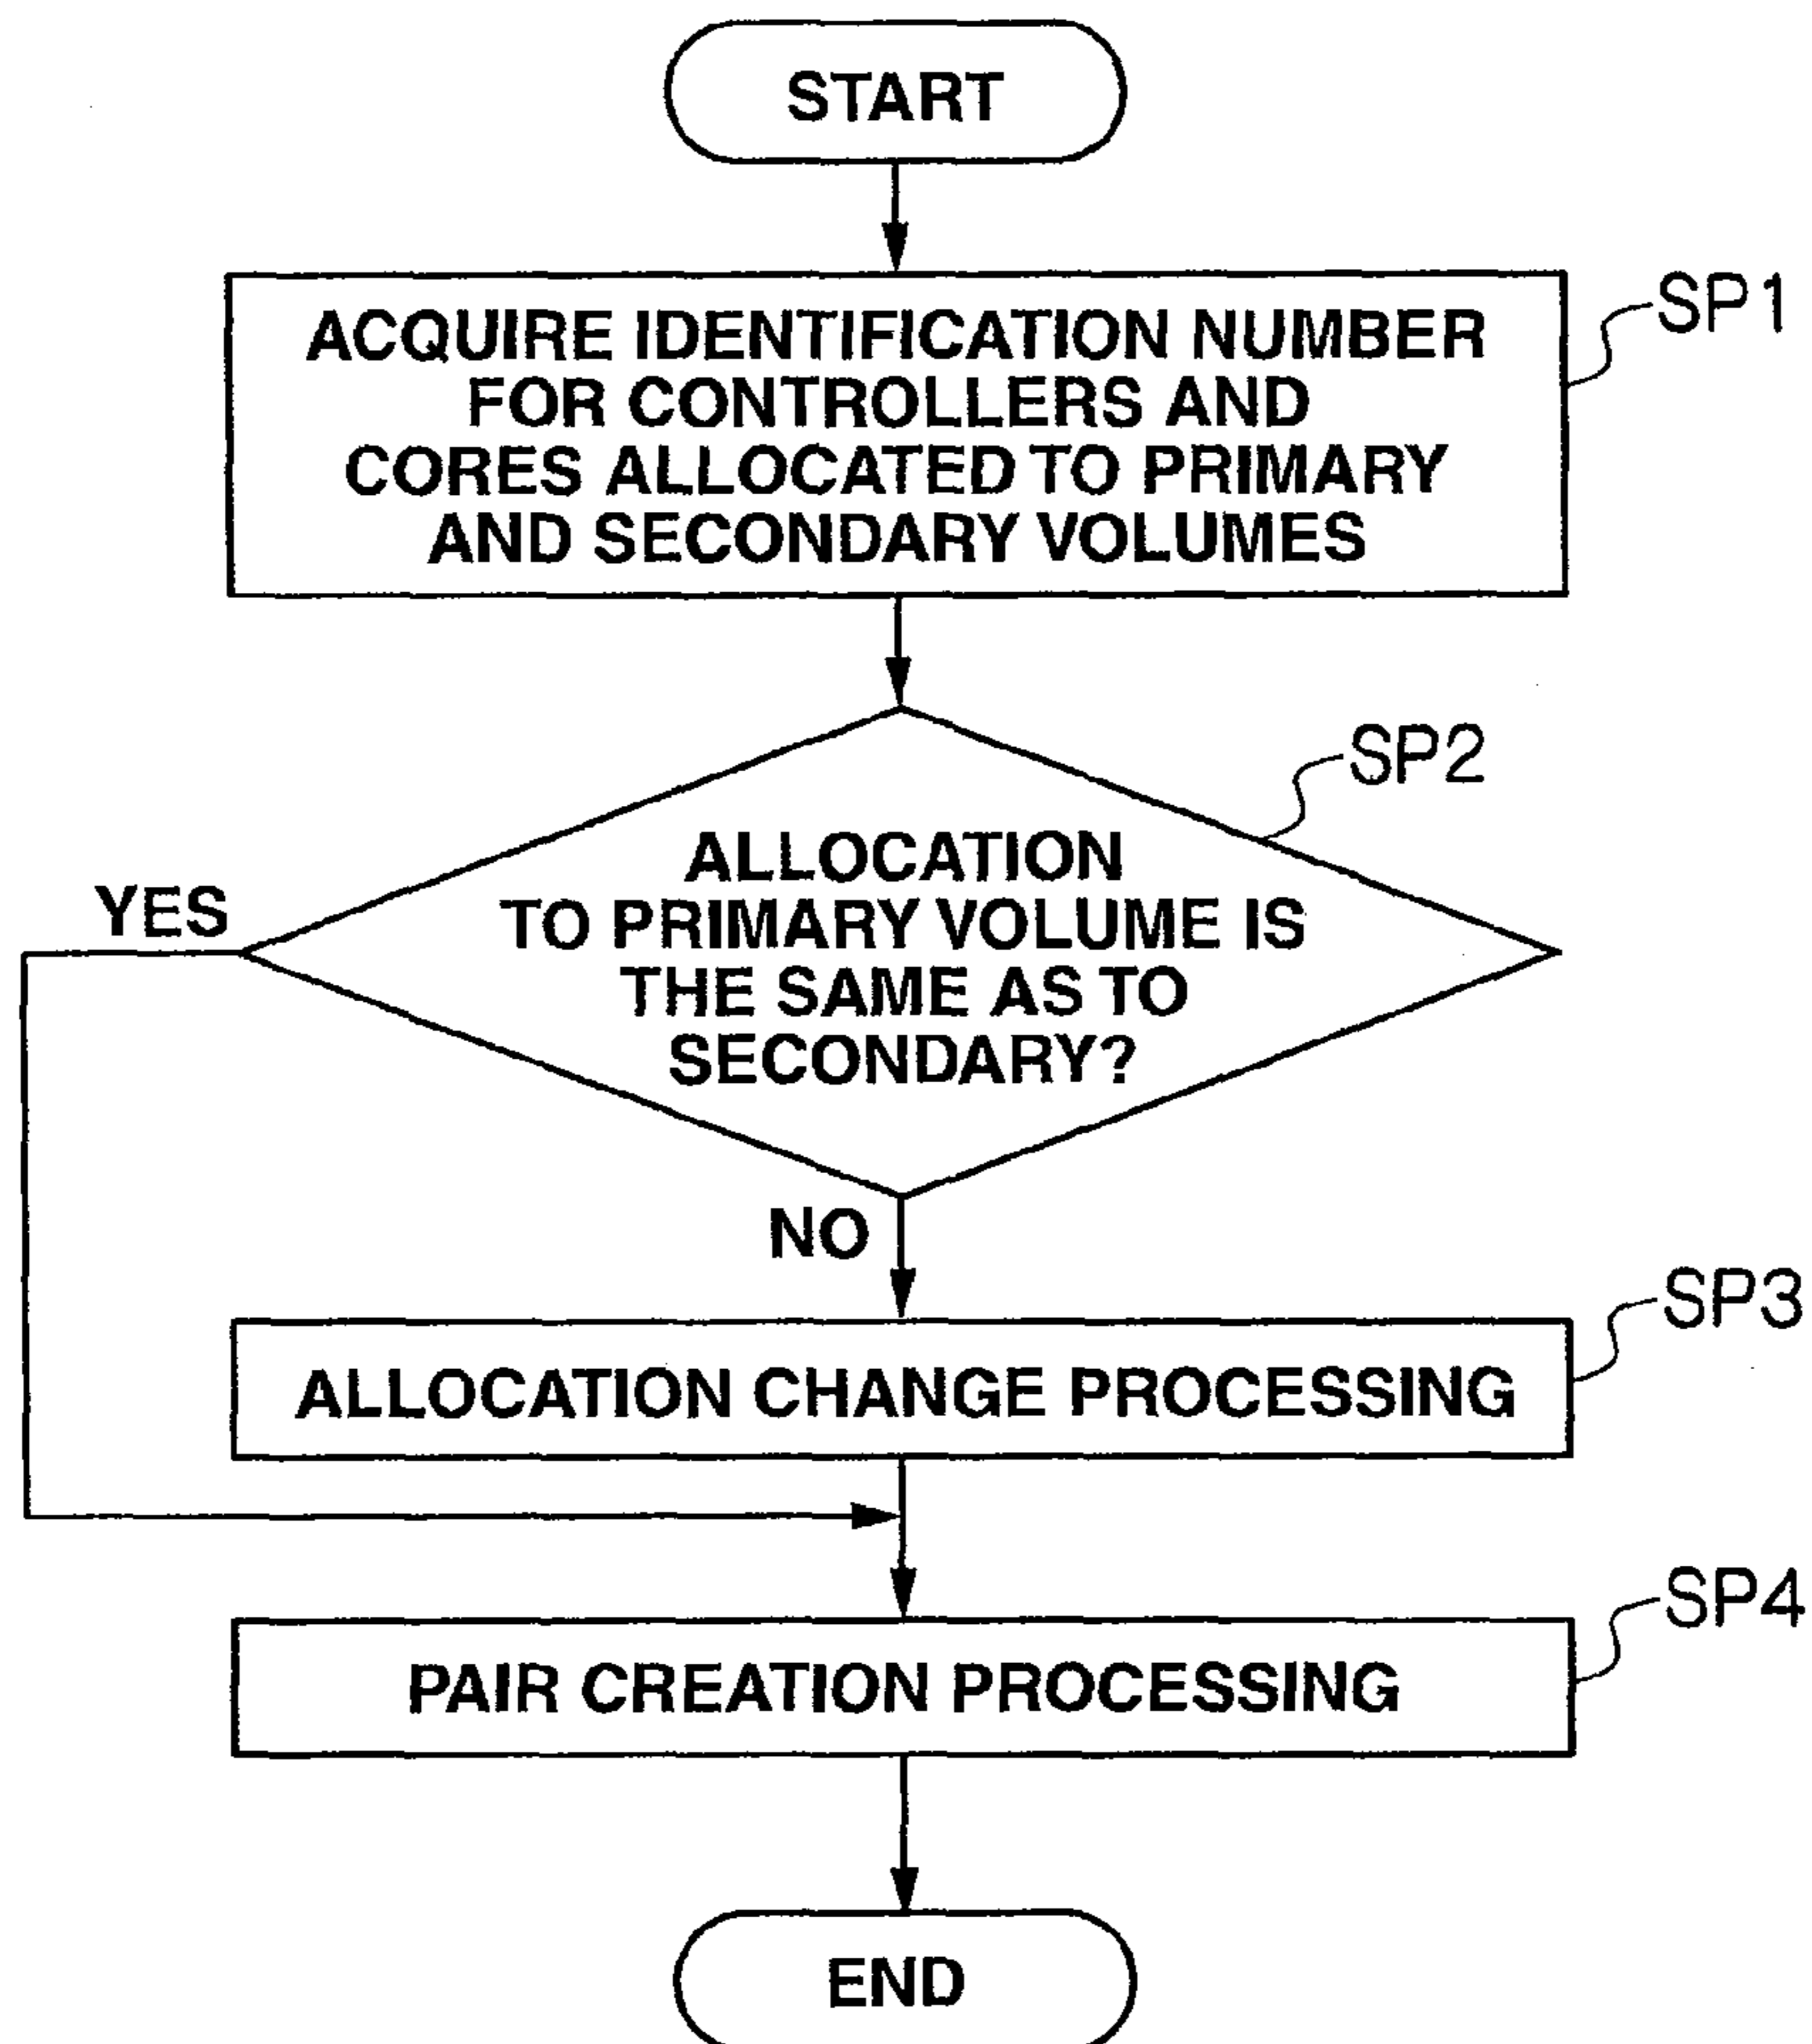 START
ACQUIRE IDENTIFICATION NUMBER
FOR CONTROLLERS AND
CORES ALLOCATED TO PRIMARY
AND SECONDARY VOLUMES
SP1
SP2
ALLOCATION
TO PRIMARY VOLUME IS
THE SAME AS TO
SECONDARY?
YES
NO
SP3
ALLOCATION CHANGE PROCESSING
SP4
PAIR CREATION PROCESSING
END